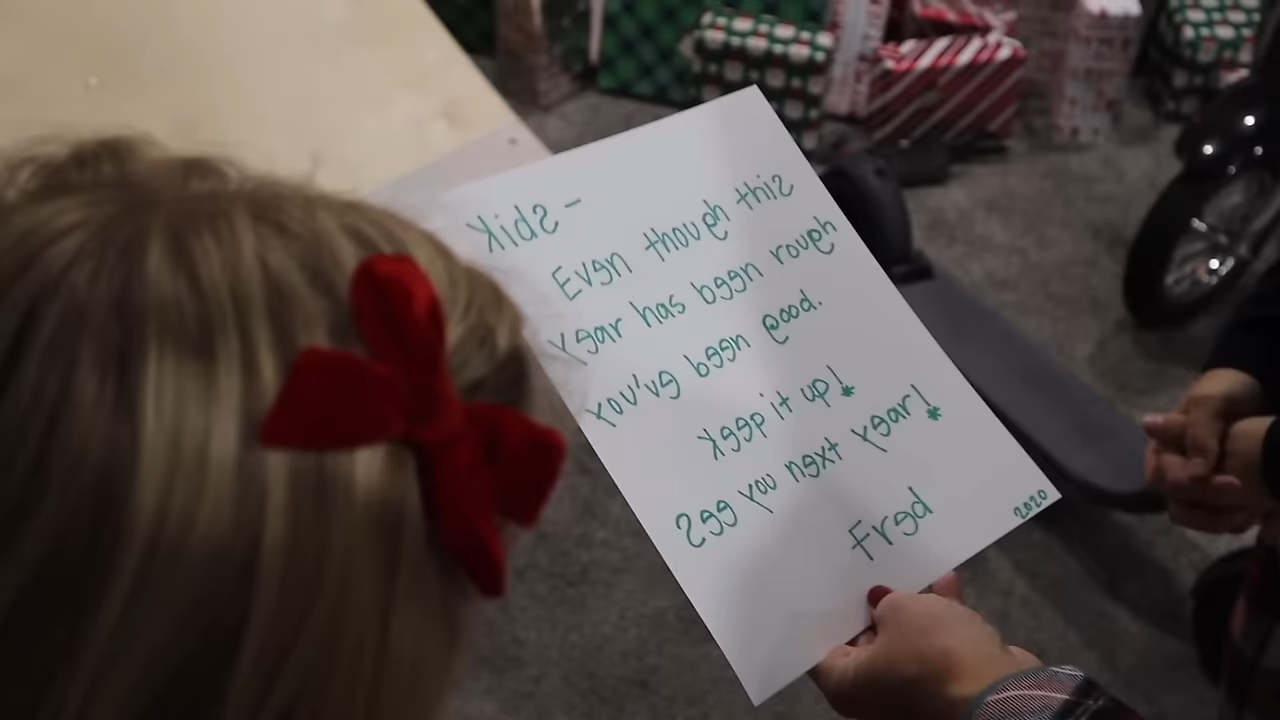 Kids -
Even though this
Year has been rough
You've been good.
Keep it up!
See You next Year!
Fred
2020